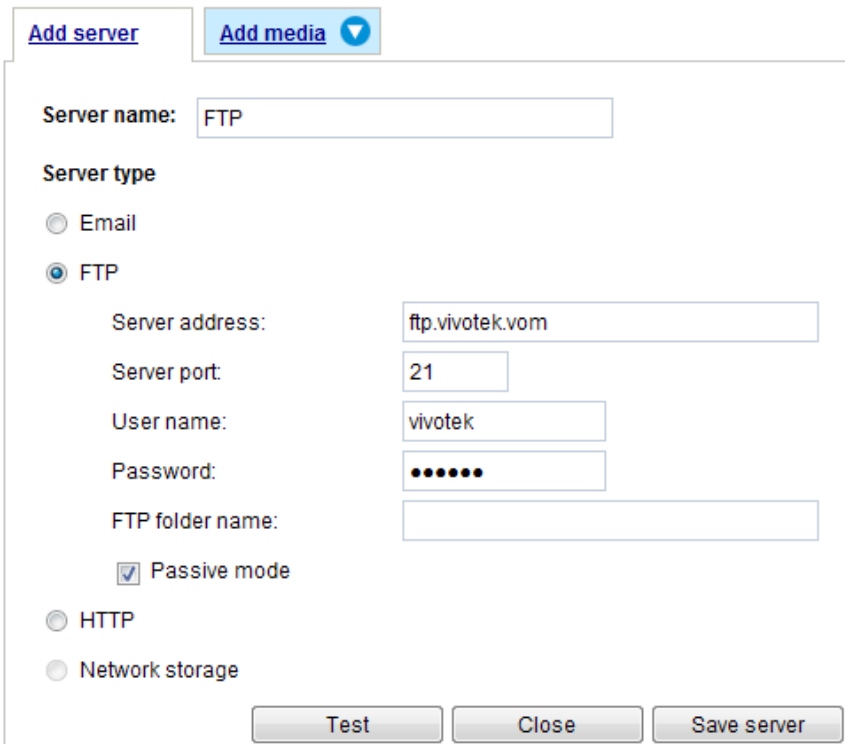 Add server Add media
Server name: FTP
Server type
Email
FTP
Server address: ftp.vivotek.vom
Server port: 21
User name: vivotek
Password: ●●●●●●
FTP folder name:
Passive mode
HTTP
Network storage
Test Close Save server